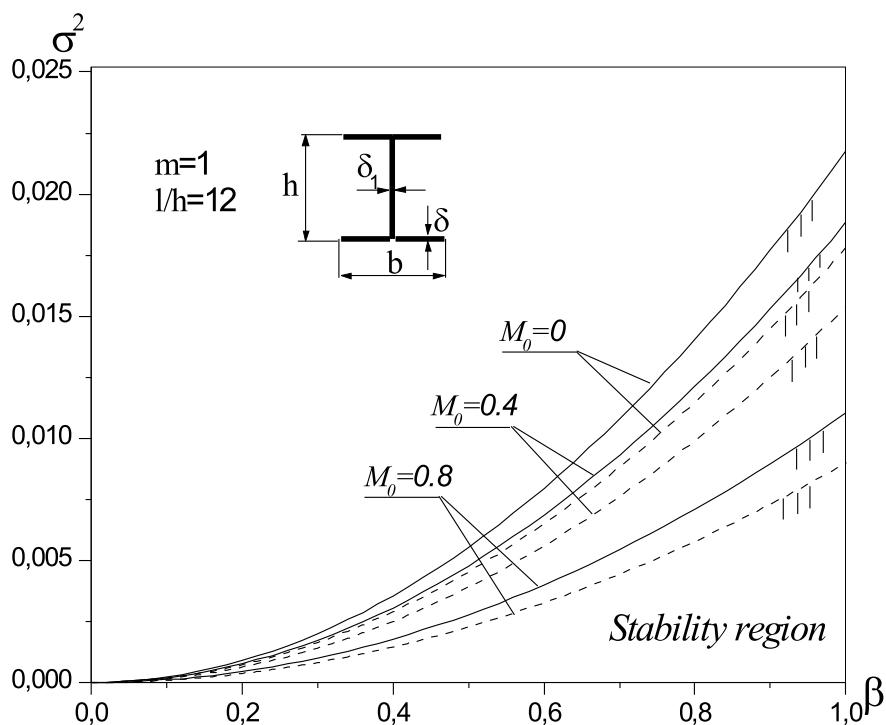 σ²
0,025
0,020
0,015
0,010
0,005
0,000
0,0
0,2
0,4
0,6
0,8
1,0
β
m=1
l/h=12
h
δ₁
δ
b
M₀=0
M₀=0.4
M₀=0.8
Stability region